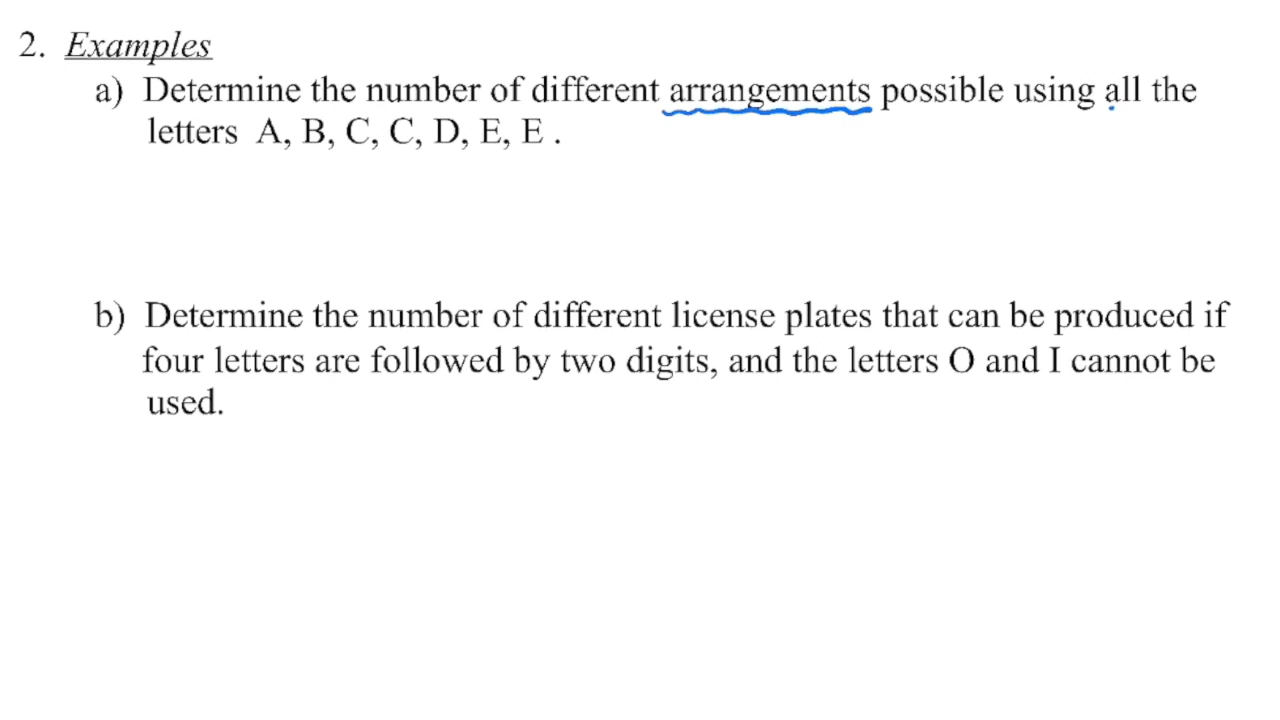 2. Examples
a) Determine the number of different arrangements possible using all the
letters A, B, C, C, D, E, E .
b) Determine the number of different license plates that can be produced if
four letters are followed by two digits, and the letters O and I cannot be
used.